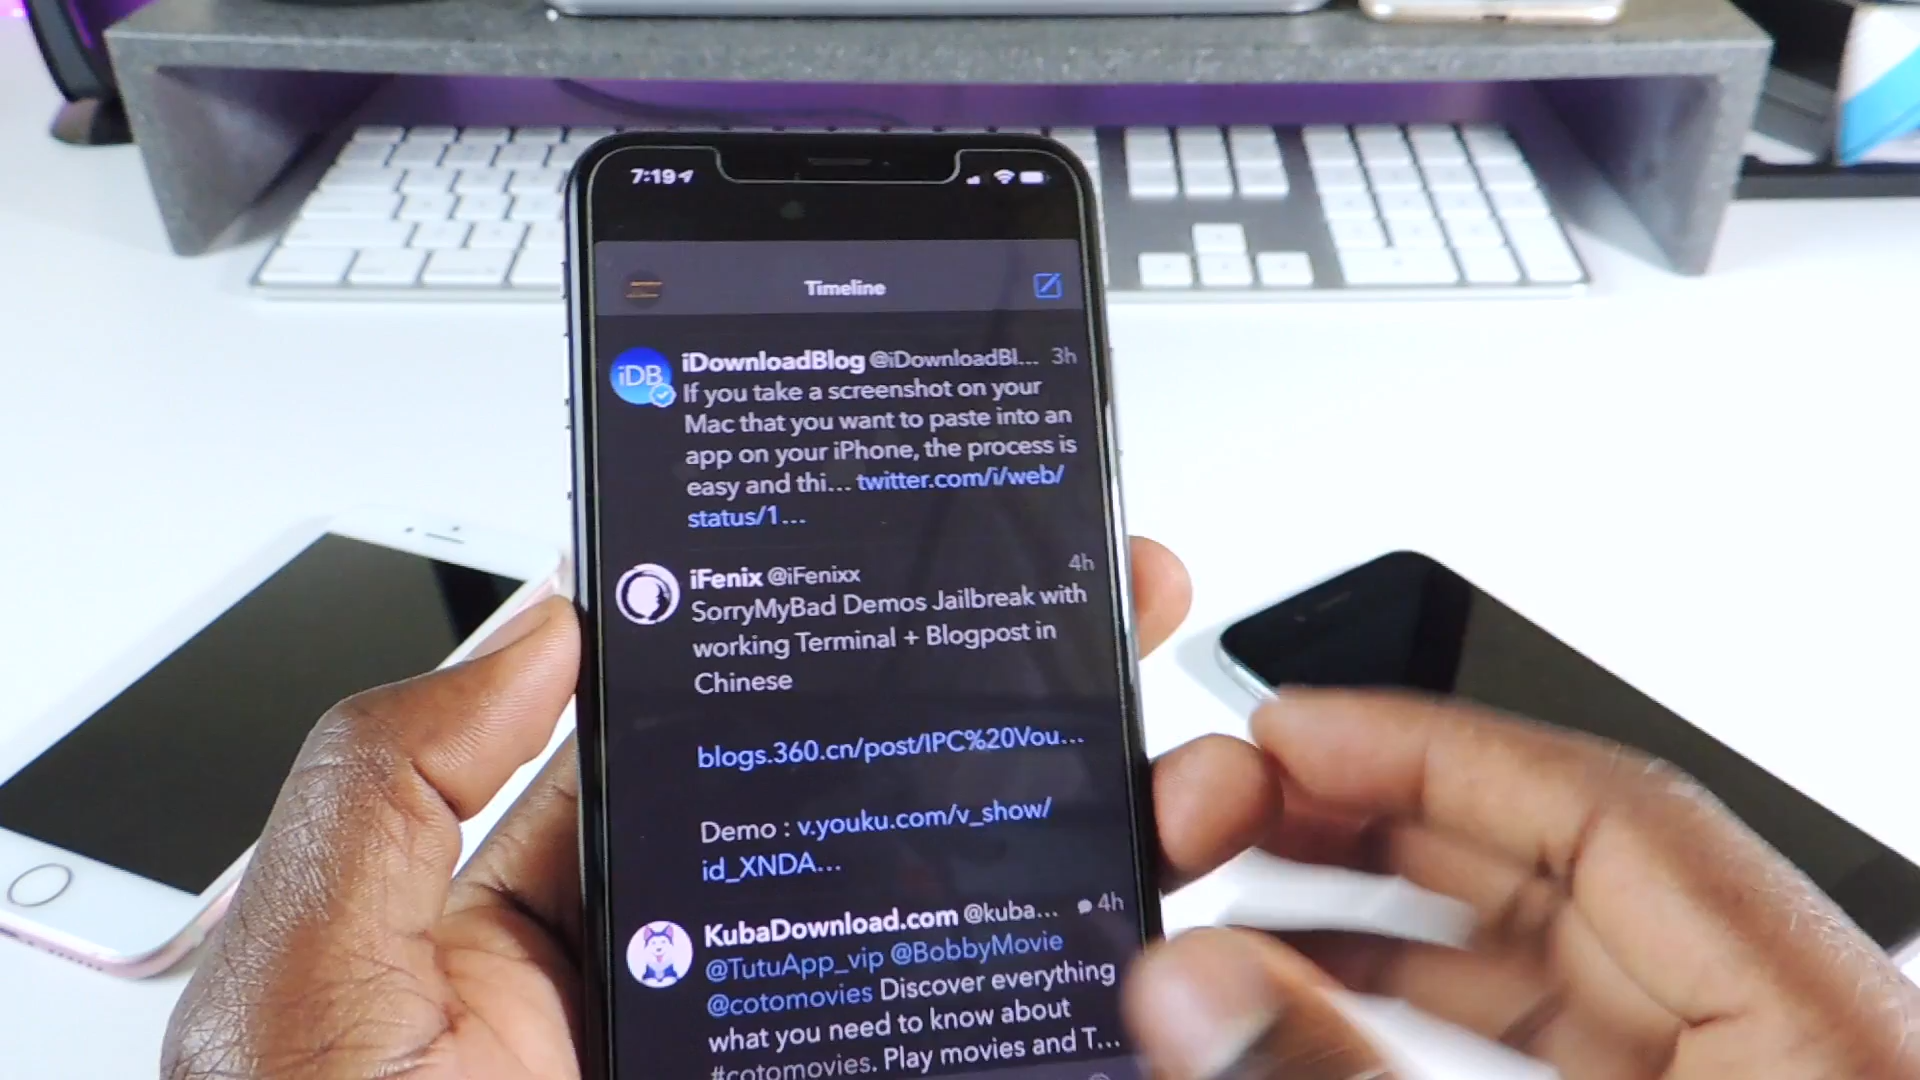 7:19
Timeline
iDB
iDownloadBlog @iDownloadBl... 3h
If you take a screenshot on your
Mac that you want to paste into an
app on your iPhone, the process is
easy and thi... twitter.com/i/web/
status/1...
iFenix @iFenixx 4h
SorryMyBad Demos Jailbreak with
working Terminal + Blogpost in
Chinese
blogs.360.cn/post/IPC%20Vou...
Demo : v.youku.com/v_show/
id_XNDA...
KubaDownload.com @kuba... 4h
@TutuApp_vip @BobbyMovie
@cotomovies Discover everything
what you need to know about
#cotomovies. Play movies and T...